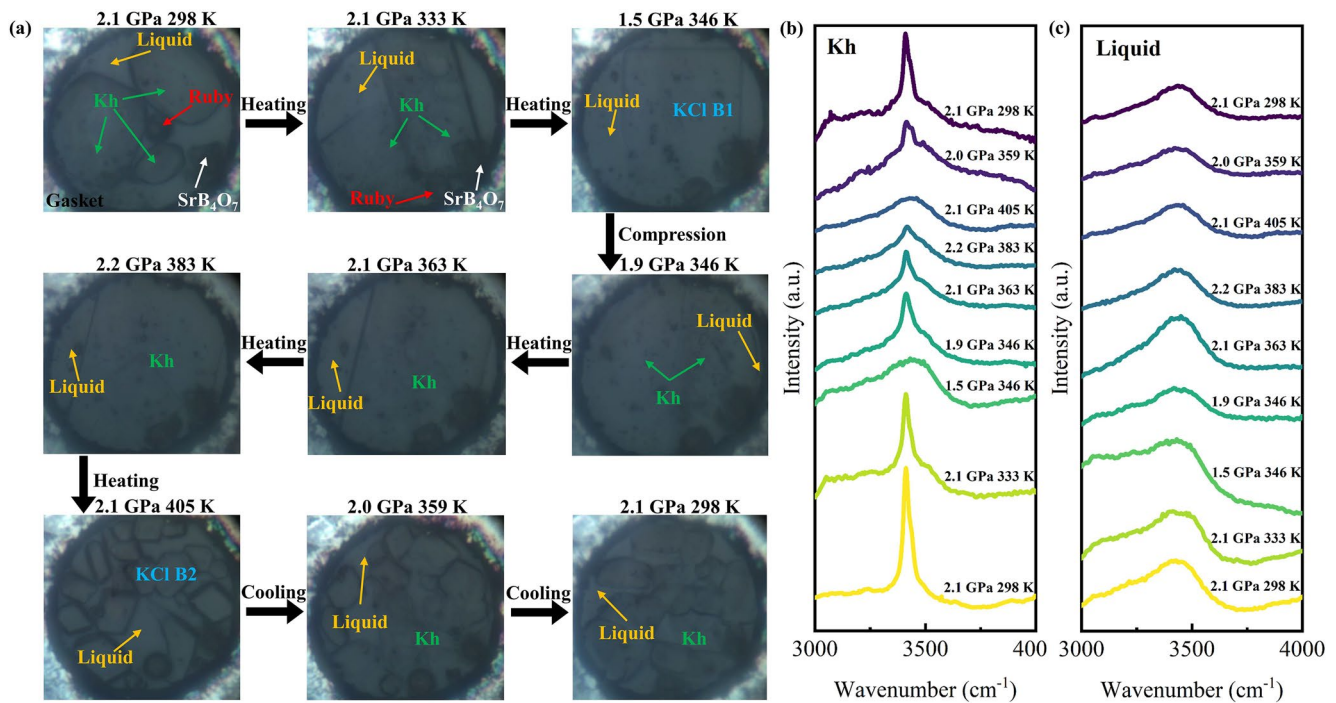 (a)
2.1 GPa 298 K
Liquid
Kh
Ruby
SrB₄O₇
Gasket
Heating
2.1 GPa 333 K
Liquid
Kh
Ruby
SrB₄O₇
Heating
1.5 GPa 346 K
Liquid
KCl B1
Compression
1.9 GPa 346 K
Liquid
Kh
Heating
2.1 GPa 363 K
Liquid
Kh
Heating
2.2 GPa 383 K
Liquid
Kh
Heating
2.1 GPa 405 K
KCl B2
Liquid
Cooling
2.0 GPa 359 K
Liquid
Kh
Cooling
2.1 GPa 298 K
Liquid
Kh
(b)
Kh
Intensity (a.u.)
2.1 GPa 298 K
2.0 GPa 359 K
2.1 GPa 405 K
2.2 GPa 383 K
2.1 GPa 363 K
1.9 GPa 346 K
1.5 GPa 346 K
2.1 GPa 333 K
2.1 GPa 298 K
3000 3500 400
Wavenumber (cm⁻¹)
(c)
Liquid
Intensity (a.u.)
2.1 GPa 298 K
2.0 GPa 359 K
2.1 GPa 405 K
2.2 GPa 383 K
2.1 GPa 363 K
1.9 GPa 346 K
1.5 GPa 346 K
2.1 GPa 333 K
2.1 GPa 298 K
3000 3500 4000
Wavenumber (cm⁻¹)